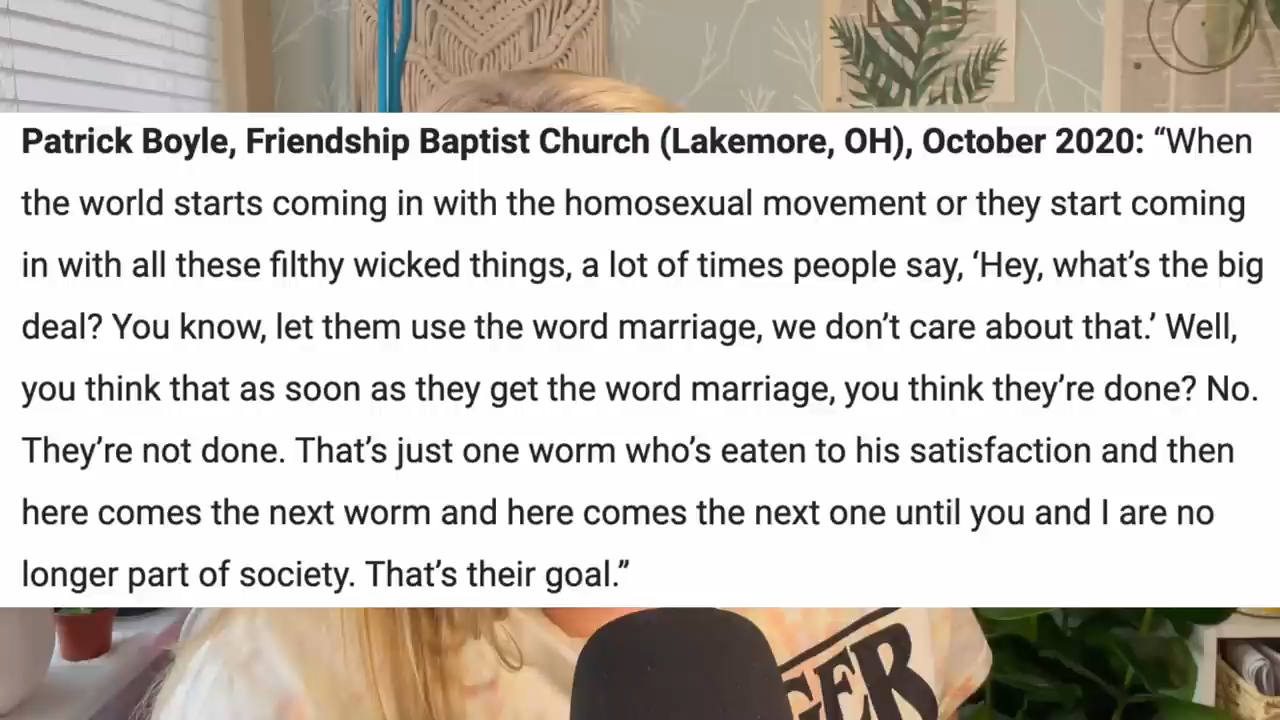 Patrick Boyle, Friendship Baptist Church (Lakemore, OH), October 2020: “When
the world starts coming in with the homosexual movement or they start coming
in with all these filthy wicked things, a lot of times people say, ‘Hey, what’s the big
deal? You know, let them use the word marriage, we don’t care about that.’ Well,
you think that as soon as they get the word marriage, you think they’re done? No.
They’re not done. That’s just one worm who’s eaten to his satisfaction and then
here comes the next worm and here comes the next one until you and I are no
longer part of society. That’s their goal.”